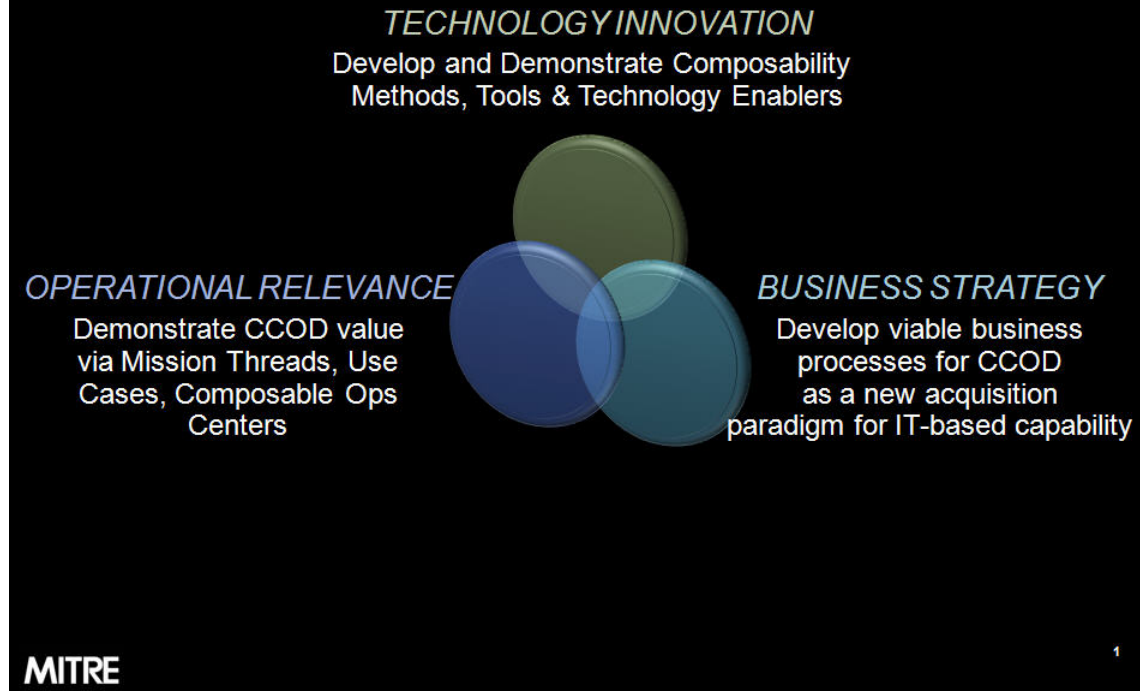 TECHNOLOGY INNOVATION
Develop and Demonstrate Composability
Methods, Tools & Technology Enablers
OPERATIONAL RELEVANCE
Demonstrate CCOD value
via Mission Threads, Use
Cases, Composable Ops
Centers
BUSINESS STRATEGY
Develop viable business
processes for CCOD
as a new acquisition
paradigm for IT-based capability
MITRE
1